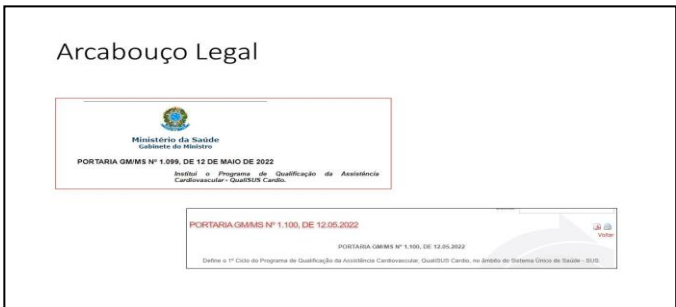 Arcabouço Legal
Ministério da Saúde
Gabinete do Ministro
PORTARIA GM/MS Nº 1.099, DE 12 DE MAIO DE 2022
Institui o Programa de Qualificação da Assistência
Cardiovascular - QualiSUS Cardio.
PORTARIA GM/MS Nº 1.100, DE 12.05.2022
Voltar
PORTARIA GM/MS Nº 1.100, DE 12.05.2022
Define o 1º Ciclo do Programa de Qualificação da Assistência Cardiovascular, QualiSUS Cardio, no âmbito do Sistema Único de Saúde - SUS.